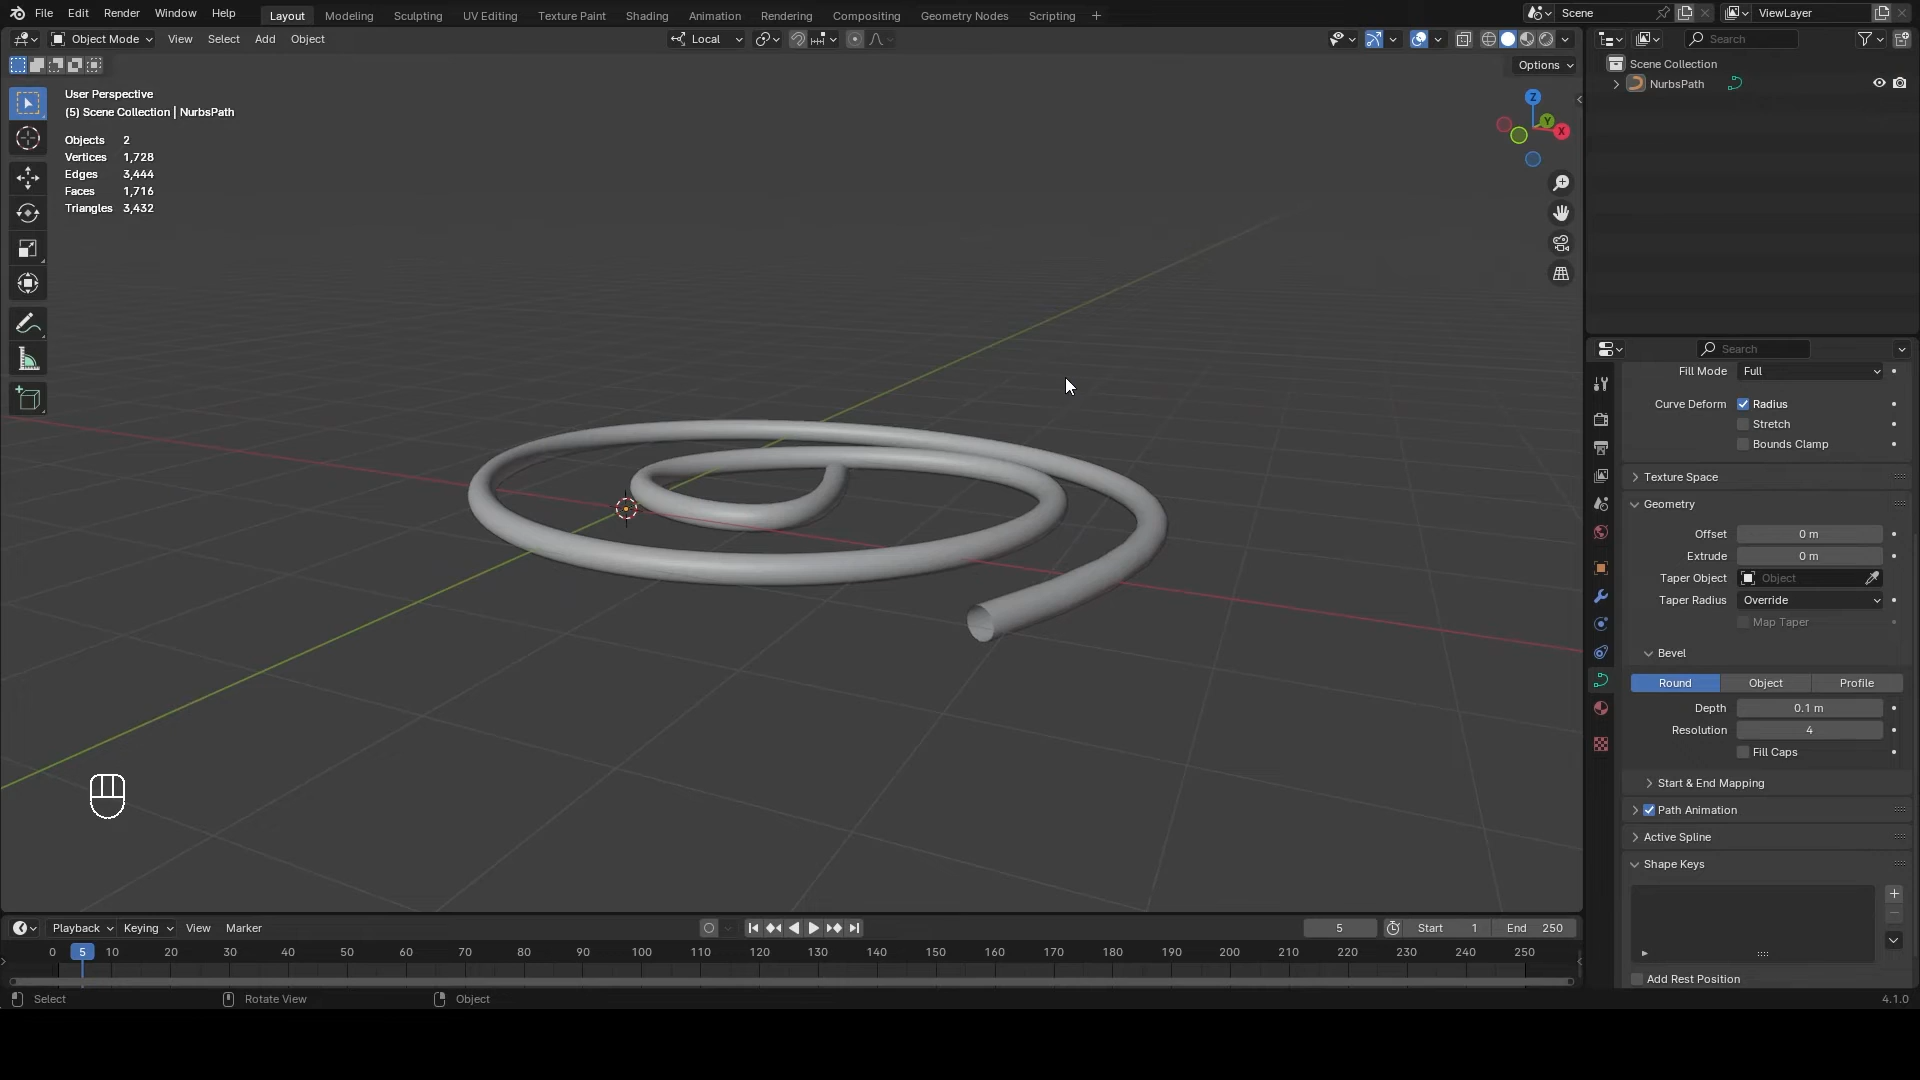 File Edit Render Window Help Layout Modeling Sculpting UV Editing Texture Paint Shading Animation Rendering Compositing Geometry Nodes Scripting + Scene ViewLayer
Object Mode View Select Add Object Local Search
Options
Scene Collection
NurbsPath
User Perspective
(5) Scene Collection | NurbsPath
Objects 2
Vertices 1,728
Edges 3,444
Faces 1,716
Triangles 3,432
Z
Y
X
Search
Fill Mode Full
Curve Deform Radius
Stretch
Bounds Clamp
Texture Space
Geometry
Offset 0 m
Extrude 0 m
Taper Object Object
Taper Radius Override
Map Taper
Bevel
Round Object Profile
Depth 0.1 m
Resolution 4
Fill Caps
Start & End Mapping
Path Animation
Active Spline
Shape Keys
Add Rest Position
Playback Keying View Marker 5 Start 1 End 250
0 5 10 20 30 40 50 60 70 80 90 100 110 120 130 140 150 160 170 180 190 200 210 220 230 240 250
Select Rotate View Object 4.1.0